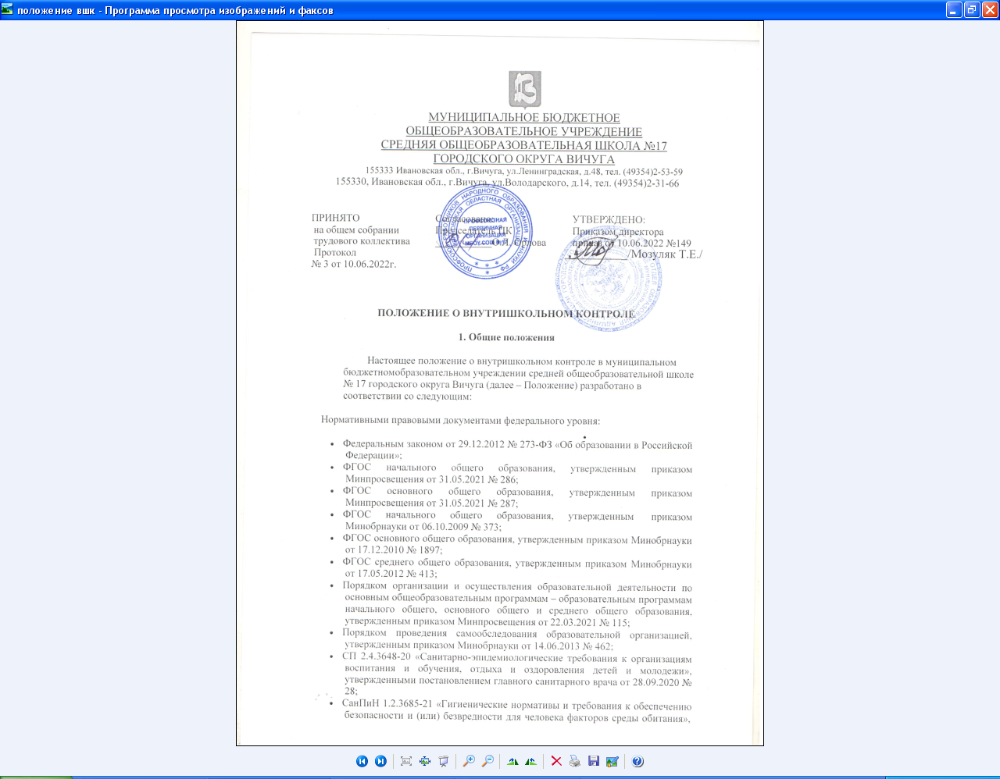 положение вшк - Программа просмотра изображений и факсов
МУНИЦИПАЛЬНОЕ БЮДЖЕТНОЕ
ОБЩЕОБРАЗОВАТЕЛЬНОЕ УЧРЕЖДЕНИЕ
СРЕДНЯЯ ОБЩЕОБРАЗОВАТЕЛЬНАЯ ШКОЛА №17
ГОРОДСКОГО ОКРУГА ВИЧУГА
155333 Ивановская обл., г.Вичуга, ул.Ленинградская, д.48, тел. (49354)2-53-59
155330, Ивановская обл., г.Вичуга, ул.Володарского, д.14, тел. (49354)2-31-66
ПРИНЯТО
на общем собрании
трудового коллектива
Протокол
№ 3 от 10.06.2022г.
Согласовано:
Председатель ПК
Орлова
ПРОФСОЮЗНАЯ
ПЕРВИЧНАЯ
ОРГАНИЗАЦИЯ
УТВЕРЖДЕНО:
Приказом директора
приказ от 10.06.2022 №149
/Мозуляк Т.Е./
ПОЛОЖЕНИЕ О ВНУТРИШКОЛЬНОМ КОНТРОЛЕ
1. Общие положения
Настоящее положение о внутришкольном контроле в муниципальном
бюджетномобразовательном учреждении средней общеобразовательной школе
№ 17 городского округа Вичуга (далее – Положение) разработано в
соответствии со следующим:
Нормативными правовыми документами федерального уровня:
• Федеральным законом от 29.12.2012 № 273-ФЗ «Об образовании в Российской
Федерации»;
• ФГОС начального общего образования, утвержденным приказом
Минпросвещения от 31.05.2021 № 286;
• ФГОС основного общего образования, утвержденным приказом
Минпросвещения от 31.05.2021 № 287;
• ФГОС начального общего образования, утвержденным приказом
Минобрнауки от 06.10.2009 № 373;
• ФГОС основного общего образования, утвержденным приказом Минобрнауки
от 17.12.2010 № 1897;
• ФГОС среднего общего образования, утвержденным приказом Минобрнауки
от 17.05.2012 № 413;
• Порядком организации и осуществления образовательной деятельности по
основным общеобразовательным программам – образовательным программам
начального общего, основного общего и среднего общего образования,
утвержденным приказом Минпросвещения от 22.03.2021 № 115;
• Порядком проведения самообследования образовательной организацией,
утвержденным приказом Минобрнауки от 14.06.2013 № 462;
• СП 2.4.3648-20 «Санитарно-эпидемиологические требования к организациям
воспитания и обучения, отдыха и оздоровления детей и молодежи»,
утвержденными постановлением главного санитарного врача от 28.09.2020 №
28;
• СанПиН 1.2.3685-21 «Гигиенические нормативы и требования к обеспечению
безопасности и (или) безвредности для человека факторов среды обитания»,